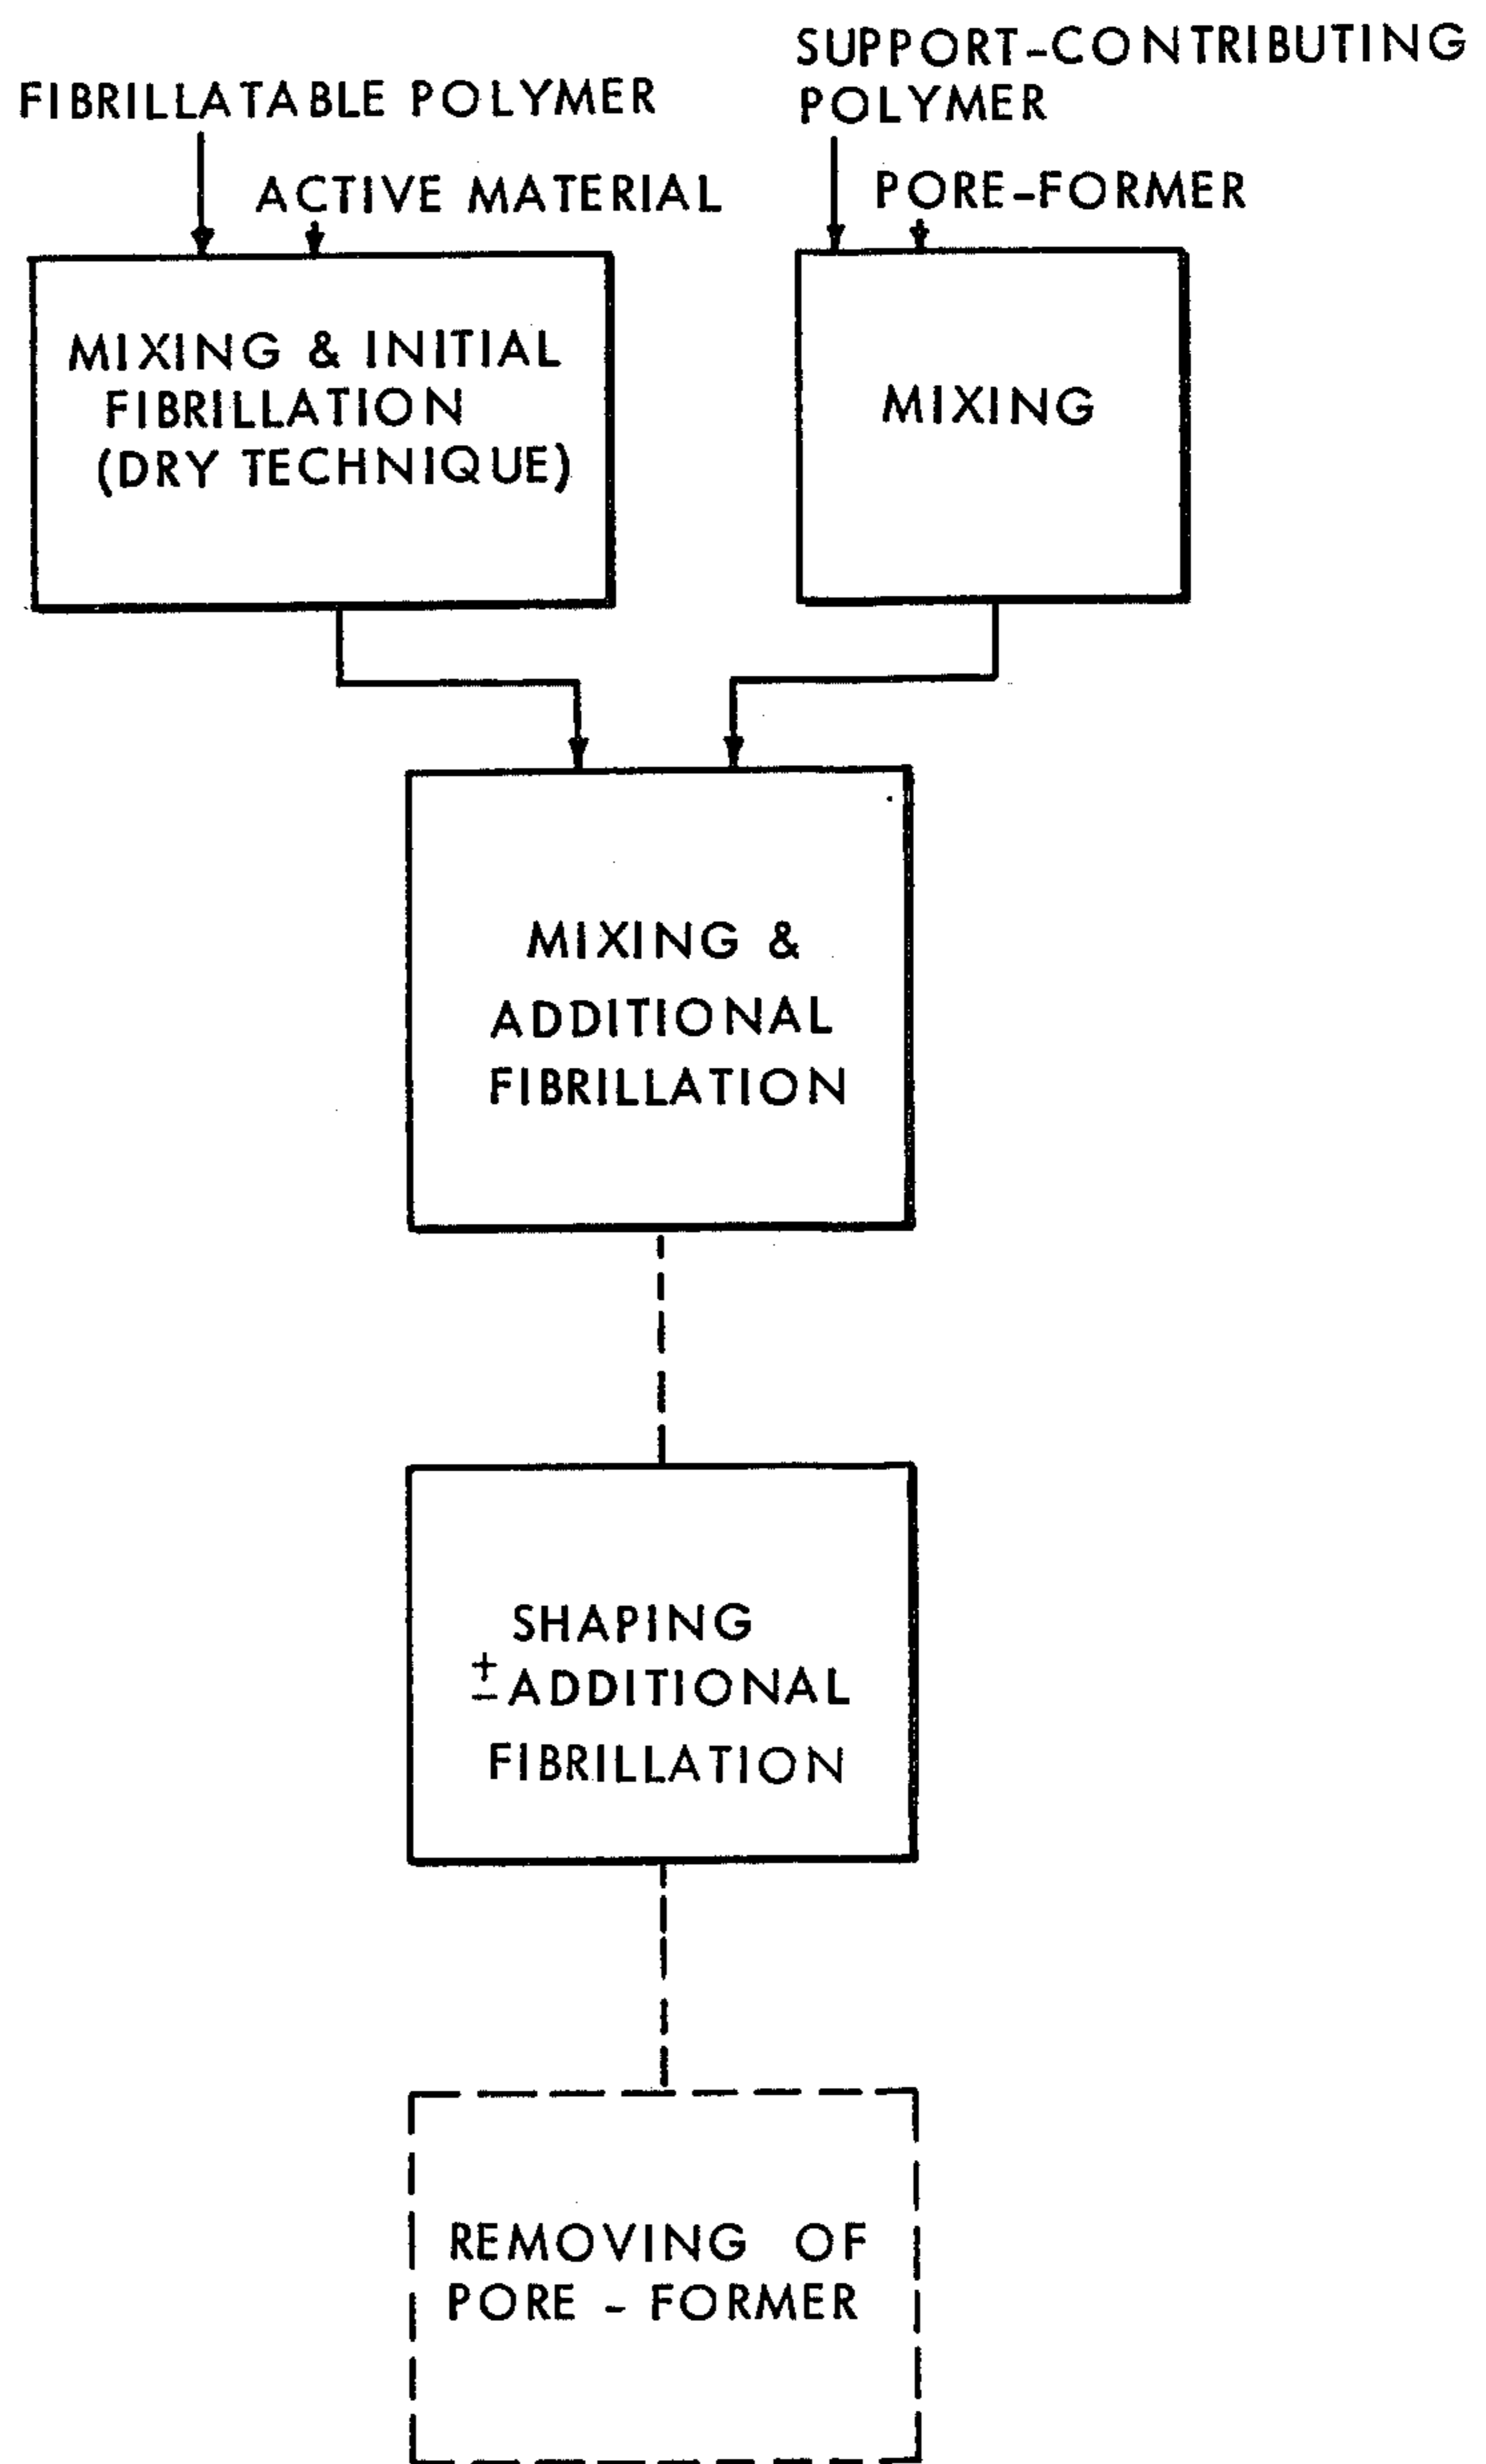 FIBRILLATABLE POLYMER
ACTIVE MATERIAL
SUPPORT-CONTRIBUTING
POLYMER
PORE-FORMER
MIXING & INITIAL
FIBRILLATION
(DRY TECHNIQUE)
MIXING
MIXING &
ADDITIONAL
FIBRILLATION
SHAPING
± ADDITIONAL
FIBRILLATION
REMOVING OF
PORE - FORMER